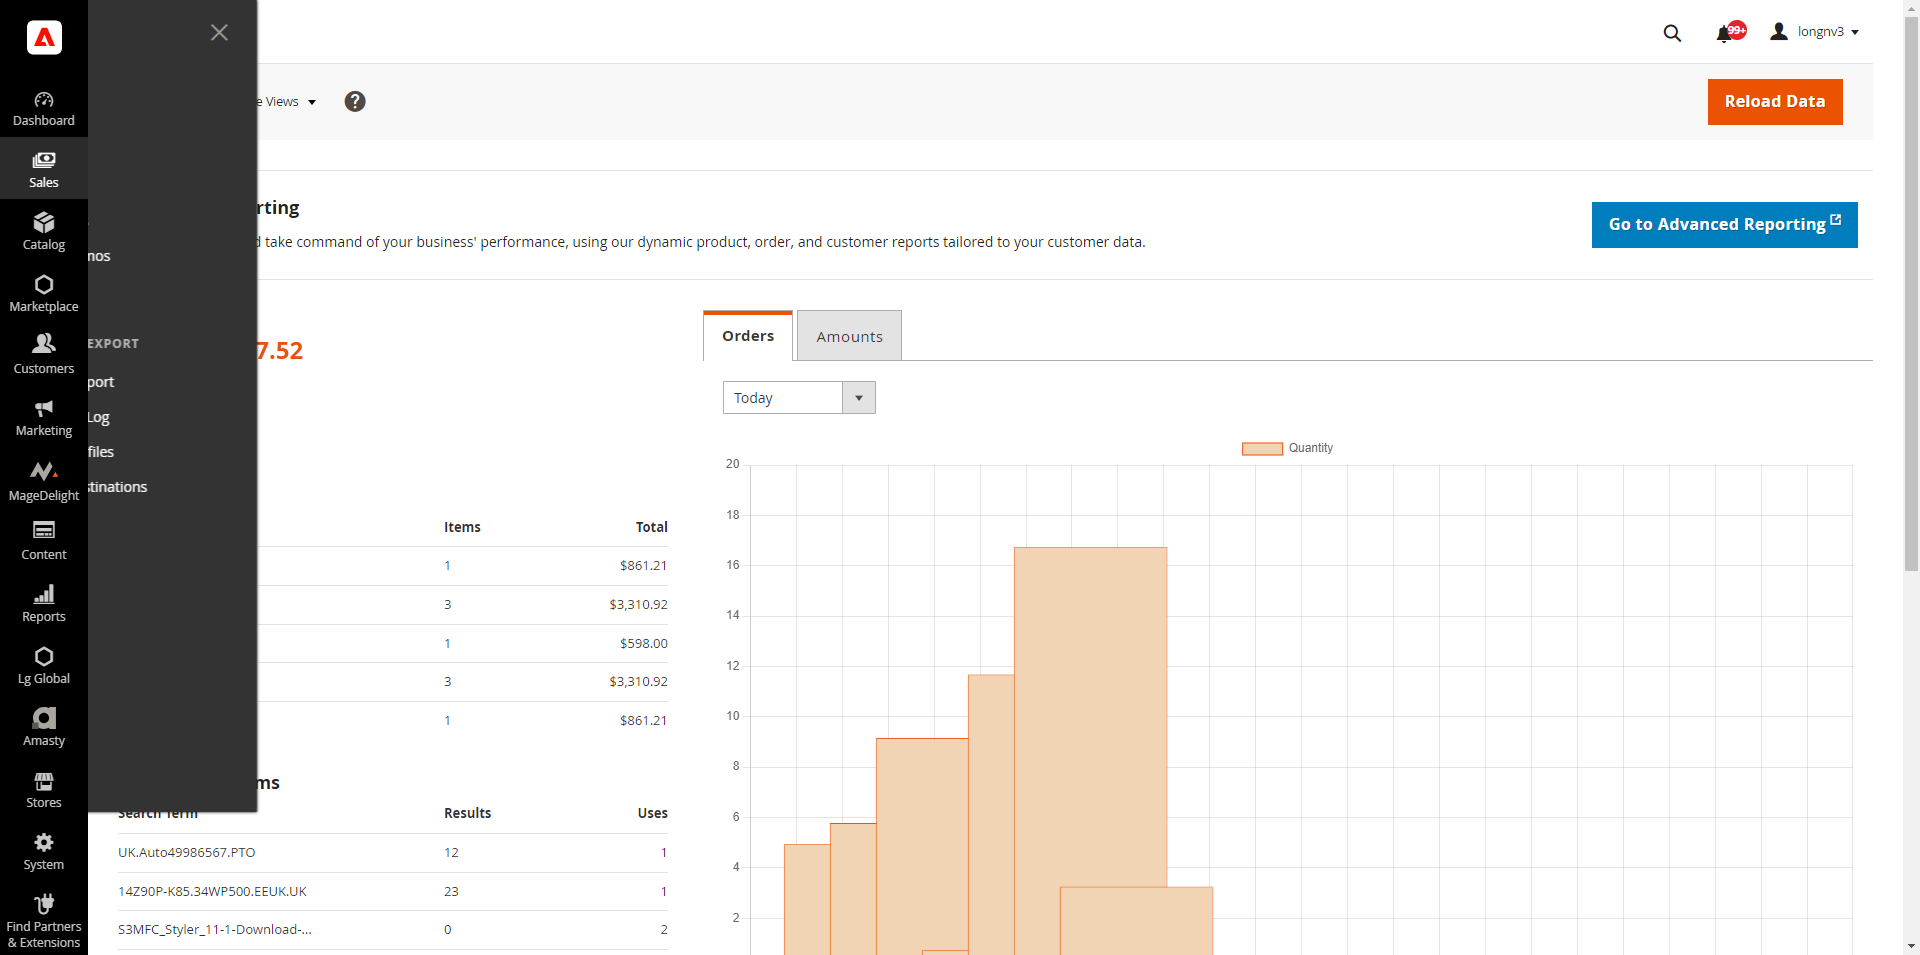 99+
longnv3
e Views
?
Reload Data
Dashboard
Sales
Catalog
Marketplace
Customers
Marketing
MageDelight
Content
Reports
Lg Global
Amasty
Stores
System
Find Partners
& Extensions
mos
EXPORT
port
Log
files
stinations
rting
d take command of your business' performance, using our dynamic product, order, and customer reports tailored to your customer data.
Go to Advanced Reporting
7.52
Items Total
1 $861.21
3 $3,310.92
1 $598.00
3 $3,310.92
1 $861.21
ms
Search Term Results Uses
UK.Auto49986567.PTO 12 1
14Z90P-K85.34WP500.EEUK.UK 23 1
S3MFC_Styler_11-1-Download-... 0 2
Orders
Amounts
Today
Quantity
20
18
16
14
12
10
8
6
4
2